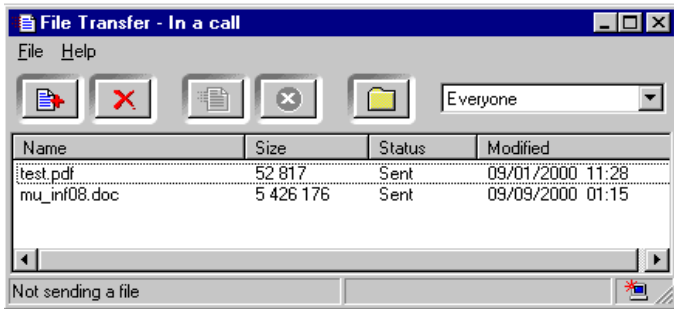 File Transfer - In a call
File Help
Everyone
Name Size Status Modified
test.pdf 52 817 Sent 09/01/2000 11:28
mu_inf08.doc 5 426 176 Sent 09/09/2000 01:15
Not sending a file